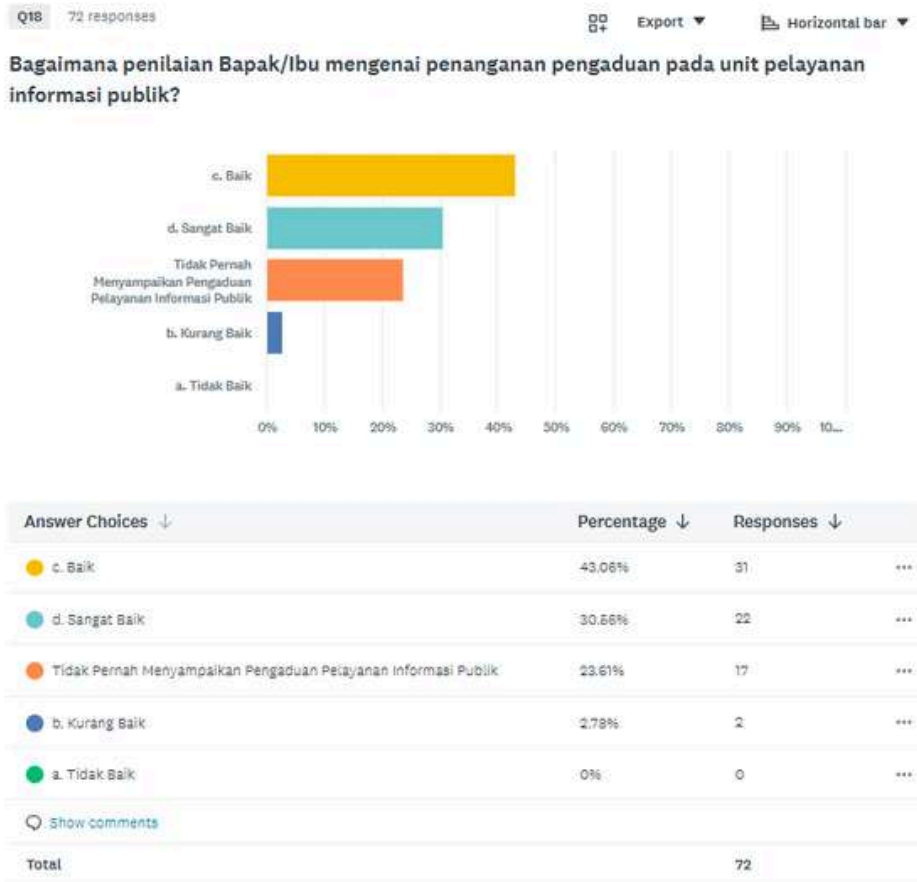 Q18 72 responses Export ▼ Horizontal bar ▼
Bagaimana penilaian Bapak/Ibu mengenai penanganan pengaduan pada unit pelayanan
informasi publik?
c. Baik
d. Sangat Baik
Tidak Pernah
Menyampaikan Pengaduan
Pelayanan Informasi Publik
b. Kurang Baik
a. Tidak Baik
0% 10% 20% 30% 40% 50% 60% 70% 80% 90% 10...
Answer Choices ↓ Percentage ↓ Responses ↓
c. Baik 43.06% 31 •••
d. Sangat Baik 30.56% 22 •••
Tidak Pernah Menyampaikan Pengaduan Pelayanan Informasi Publik 23.61% 17 •••
b. Kurang Baik 2.78% 2 •••
a. Tidak Baik 0% 0 •••
Show comments
Total 72